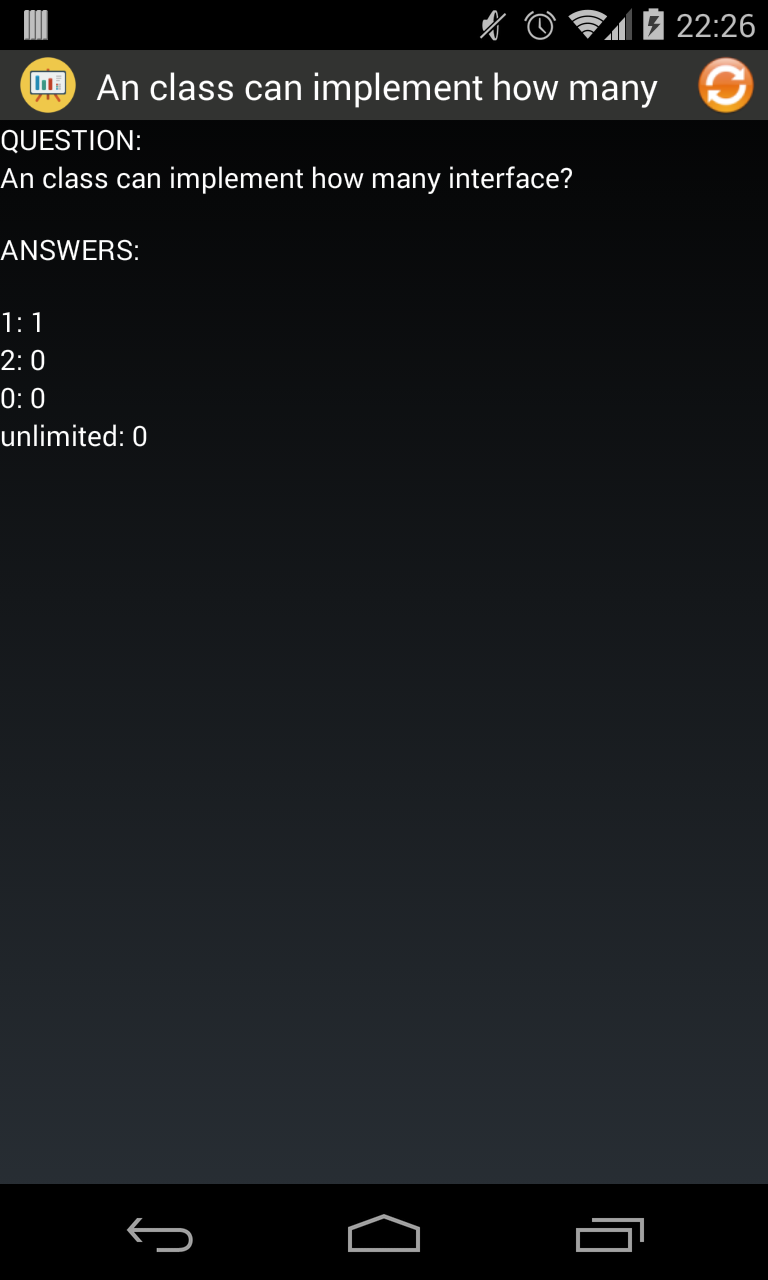 22:26
An class can implement how many
QUESTION:
An class can implement how many interface?
ANSWERS:
1: 1
2: 0
0: 0
unlimited: 0